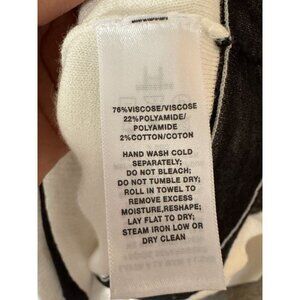 76%VISCOSE/VISCOSE
22%POLYAMIDE/
POLYAMIDE
2%COTTON/COTON
HAND WASH COLD
SEPARATELY;
DO NOT BLEACH;
DO NOT TUMBLE DRY;
ROLL IN TOWEL TO
REMOVE EXCESS
MOISTURE,RESHAPE;
LAY FLAT TO DRY;
STEAM IRON LOW OR
DRY CLEAN